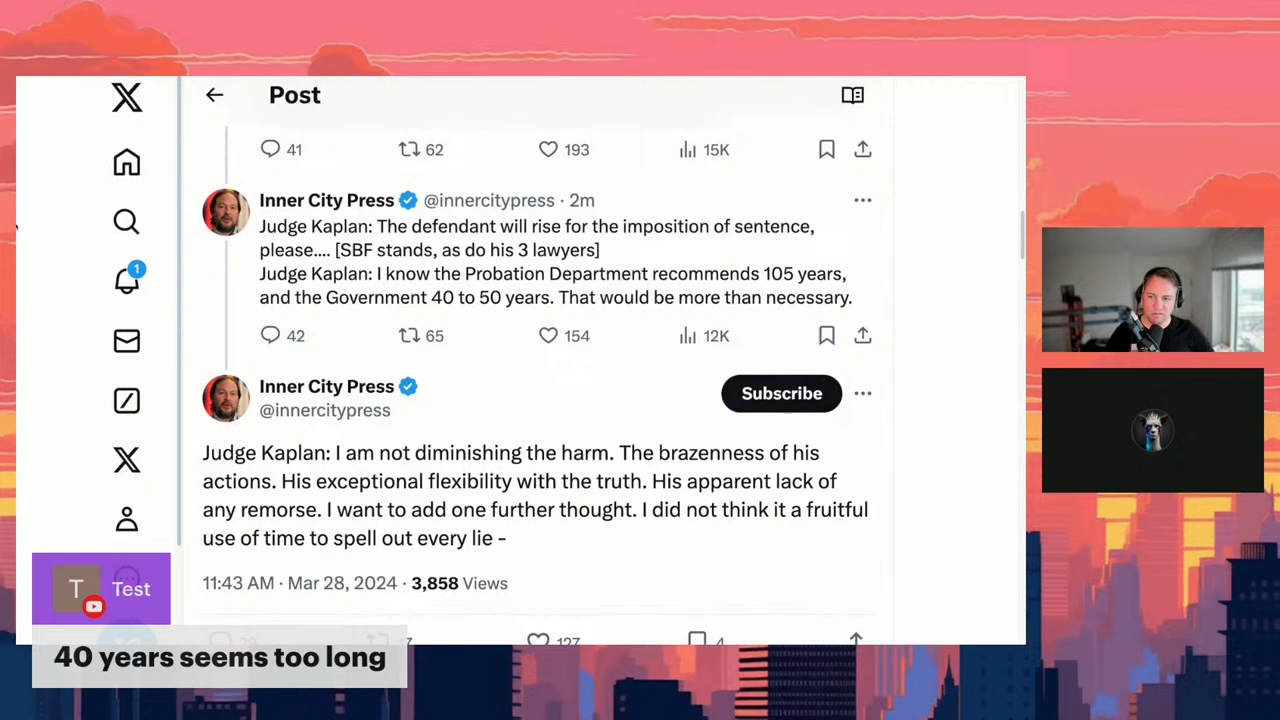 Post
41 62 193 15K
Inner City Press @innercitypress · 2m
Judge Kaplan: The defendant will rise for the imposition of sentence,
please.... [SBF stands, as do his 3 lawyers]
Judge Kaplan: I know the Probation Department recommends 105 years,
and the Government 40 to 50 years. That would be more than necessary.
42 65 154 12K
Inner City Press
@innercitypress
Subscribe
Judge Kaplan: I am not diminishing the harm. The brazenness of his
actions. His exceptional flexibility with the truth. His apparent lack of
any remorse. I want to add one further thought. I did not think it a fruitful
use of time to spell out every lie -
11:43 AM · Mar 28, 2024 · 3,858 Views
127 4
1
T Test
40 years seems too long